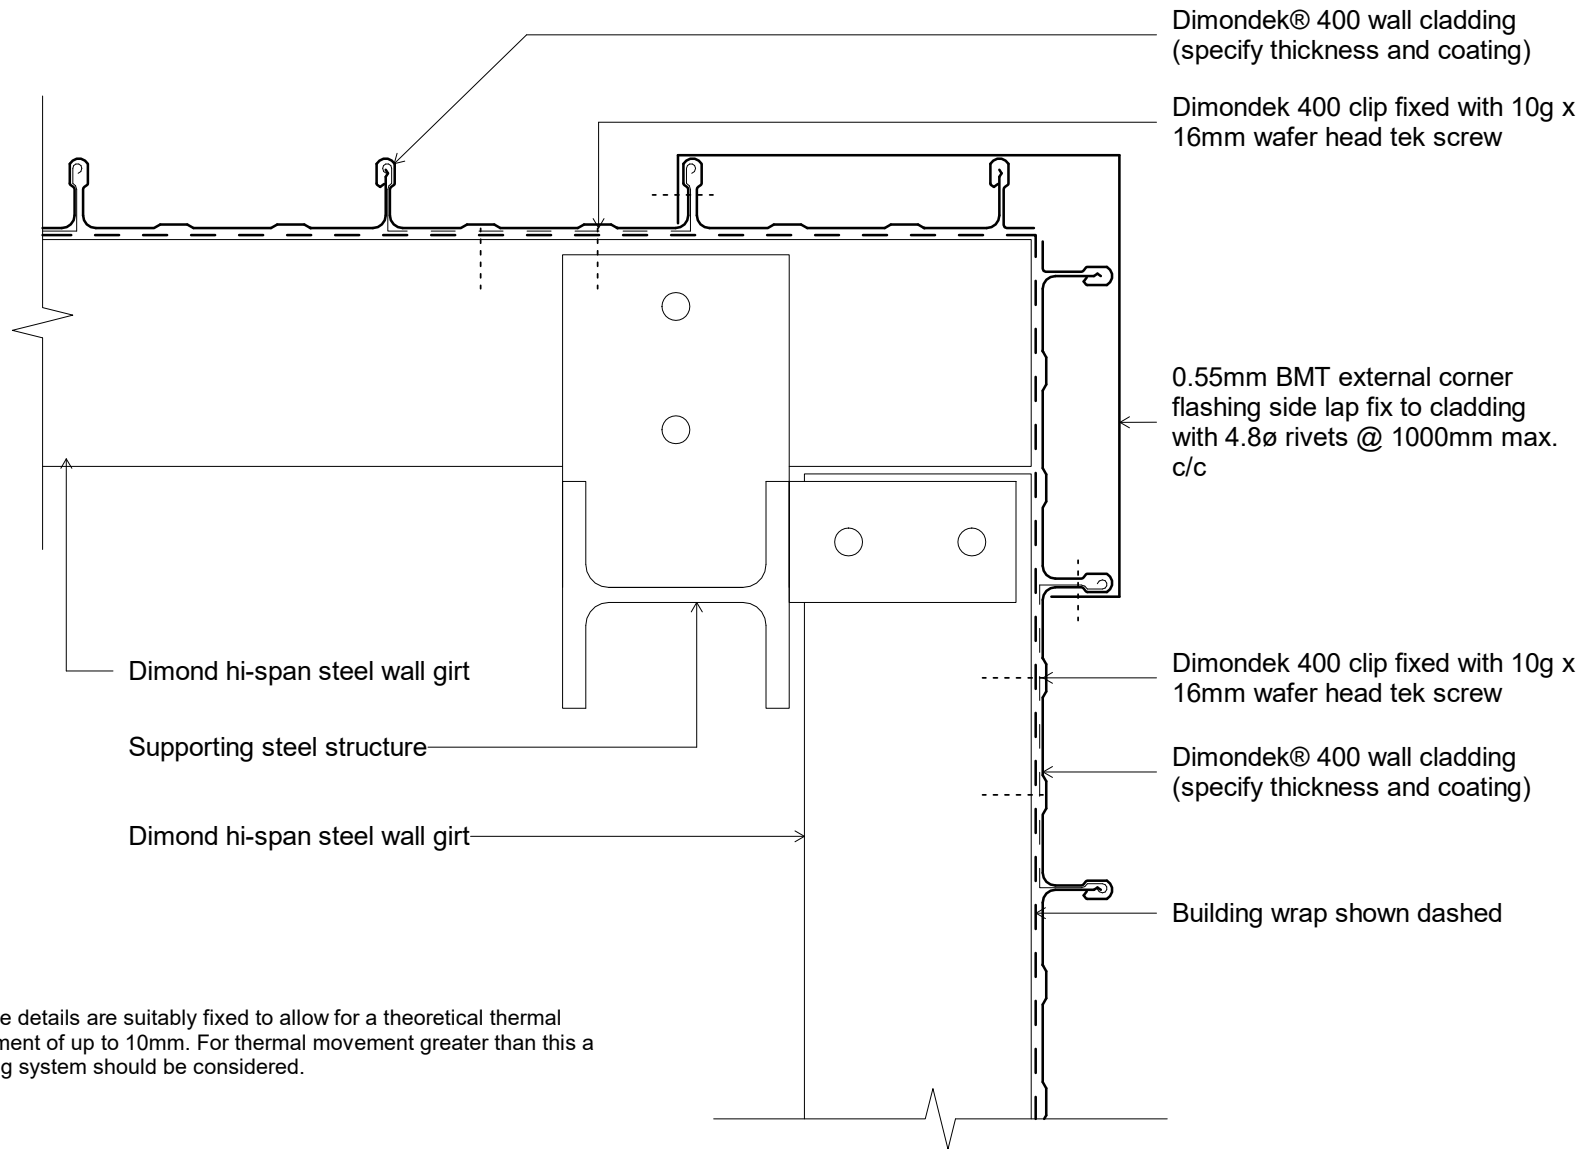 Dimondek® 400 wall cladding
(specify thickness and coating)
Dimondek 400 clip fixed with 10g x
16mm wafer head tek screw
0.55mm BMT external corner
flashing side lap fix to cladding
with 4.8ø rivets @ 1000mm max.
c/c
Dimond hi-span steel wall girt
Dimondek 400 clip fixed with 10g x
16mm wafer head tek screw
Supporting steel structure
Dimondek® 400 wall cladding
(specify thickness and coating)
Dimond hi-span steel wall girt
Building wrap shown dashed
details are suitably fixed to allow for a theoretical thermal
of up to 10mm. For thermal movement greater than this a
system should be considered.